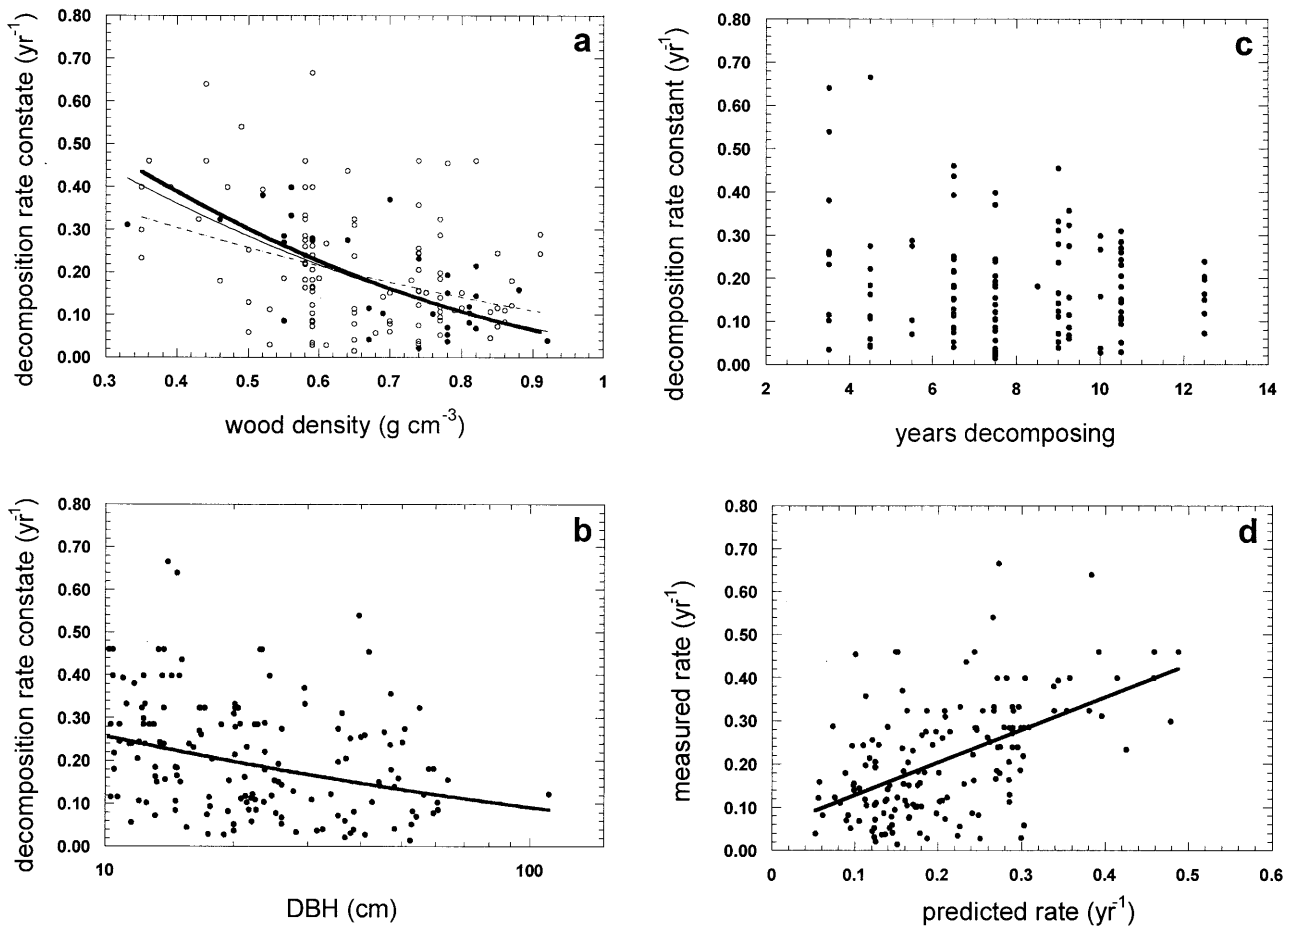 a
decomposition rate constate (yr⁻¹)
0.80
0.70
0.60
0.50
0.40
0.30
0.20
0.10
0.00
0.3 0.4 0.5 0.6 0.7 0.8 0.9 1
wood density (g cm⁻³)
c
decomposition rate constant (yr⁻¹)
0.80
0.70
0.60
0.50
0.40
0.30
0.20
0.10
0.00
2 4 6 8 10 12 14
years decomposing
b
decomposition rate constate (yr⁻¹)
0.80
0.70
0.60
0.50
0.40
0.30
0.20
0.10
0.00
10 100
DBH (cm)
d
measured rate (yr⁻¹)
0.80
0.70
0.60
0.50
0.40
0.30
0.20
0.10
0.00
0 0.1 0.2 0.3 0.4 0.5 0.6
predicted rate (yr⁻¹)